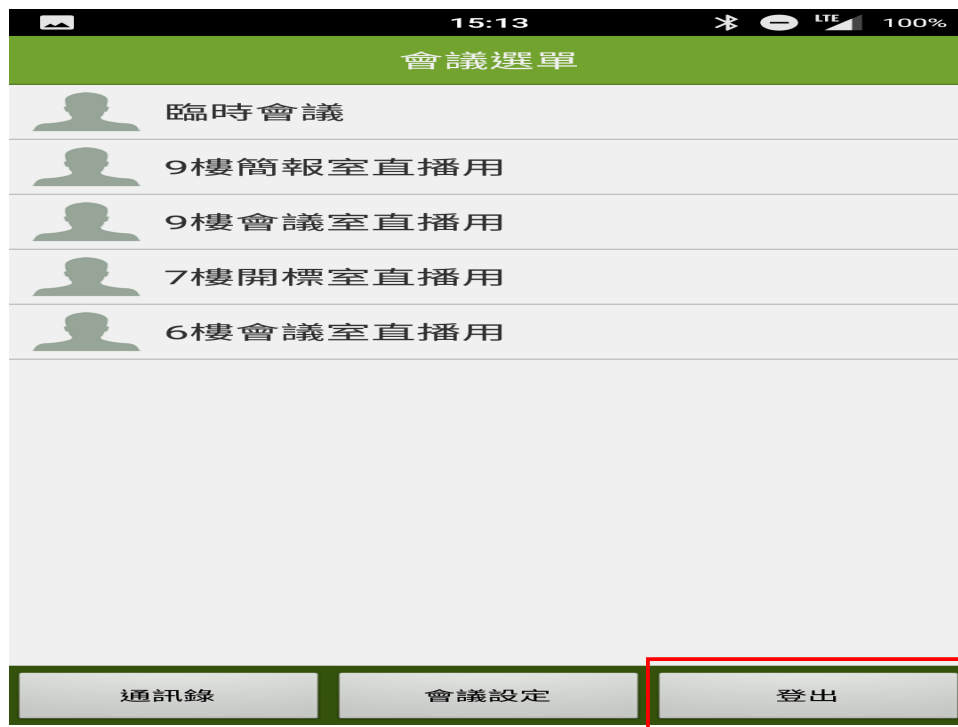 15:13 LTE 100%
會議選單
臨時會議
9樓簡報室直播用
9樓會議室直播用
7樓開標室直播用
6樓會議室直播用
通訊錄 會議設定 登出